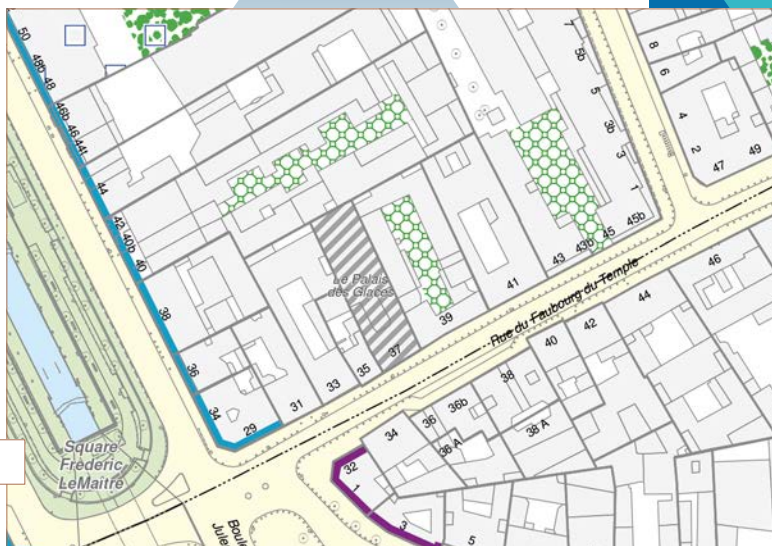 50
48b
48
46b
46
44
42
40b
40
38
36
34
29
31
33
35
37
39
41
43
43b
45
45b
1
3
3b
5
5b
7
8
6
4
2
47
49
Le Palais
des Glaces
Rue du Faubourg du Temple
46
44
42
40
38
38 A
36b
36
36 A
34
32
1
3
5
Square
Frédéric
LeMaître
Boule
Jule